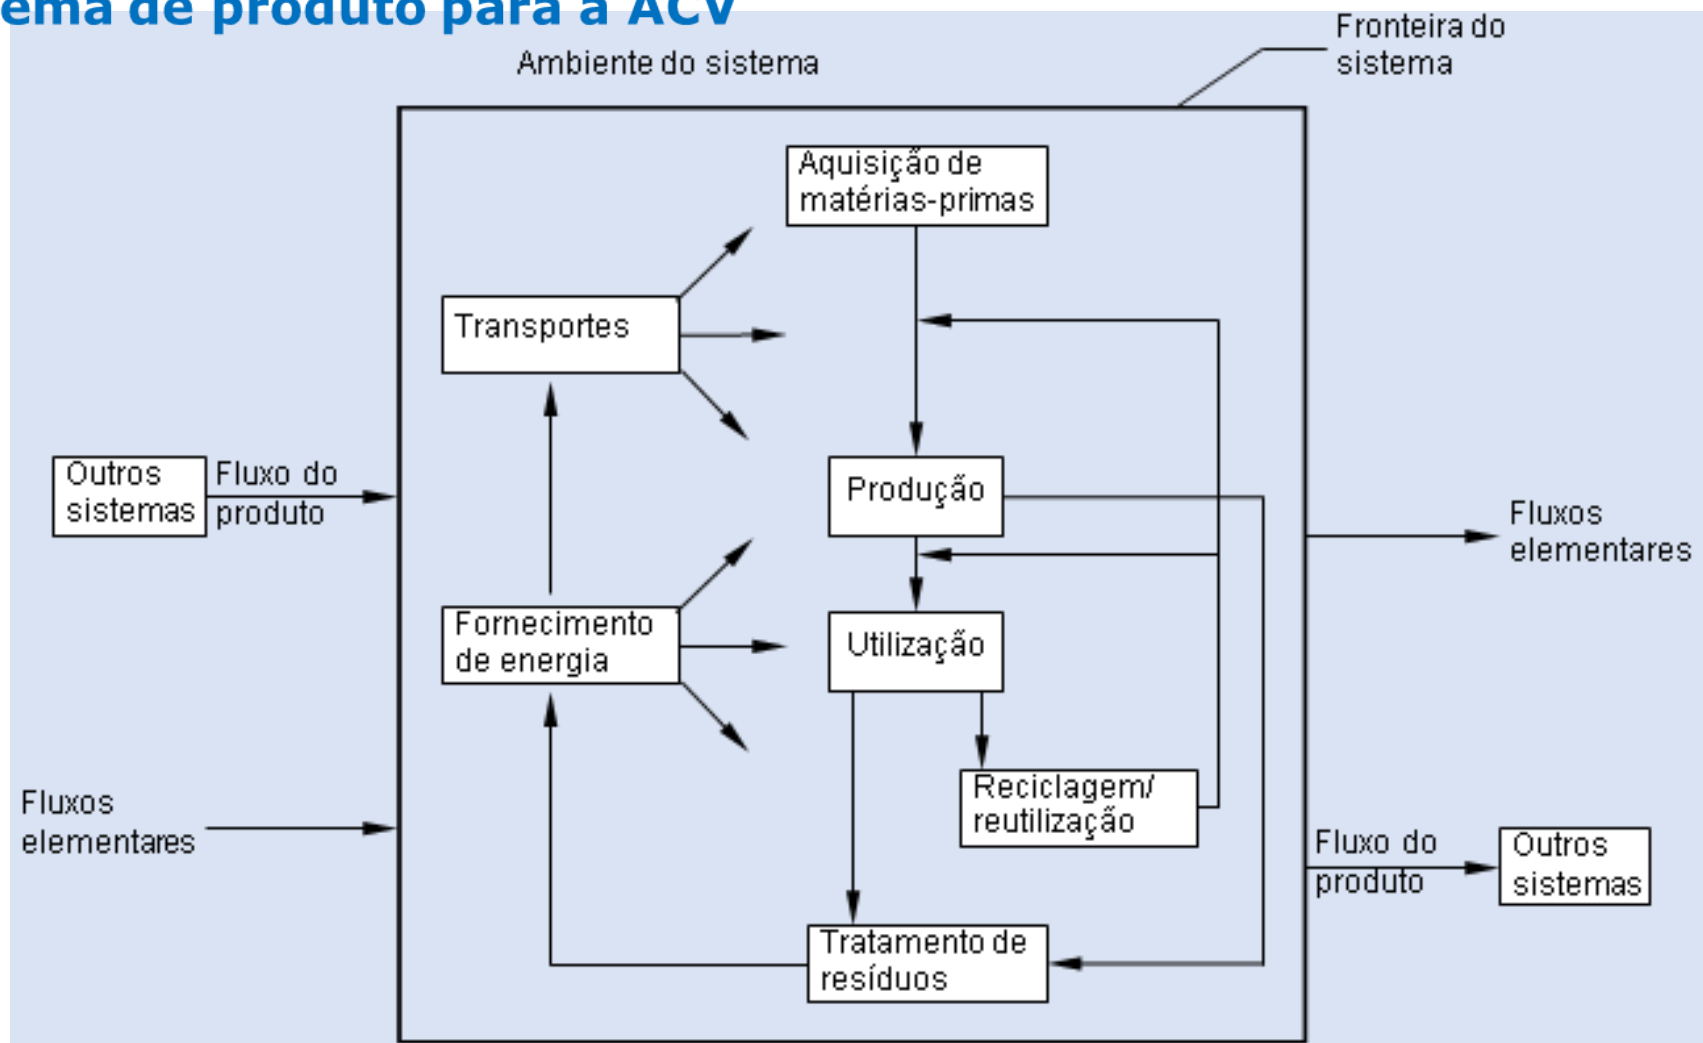 ema de produto para a ACV
Fronteira do
sistema
Ambiente do sistema
Aquisição de
matérias-primas
Transportes
Outros
sistemas
Fluxo do
produto
Produção
Fluxos
elementares
Fornecimento
de energia
Utilização
Reciclagem/
reutilização
Fluxos
elementares
Fluxo do
produto
Outros
sistemas
Tratamento de
resíduos